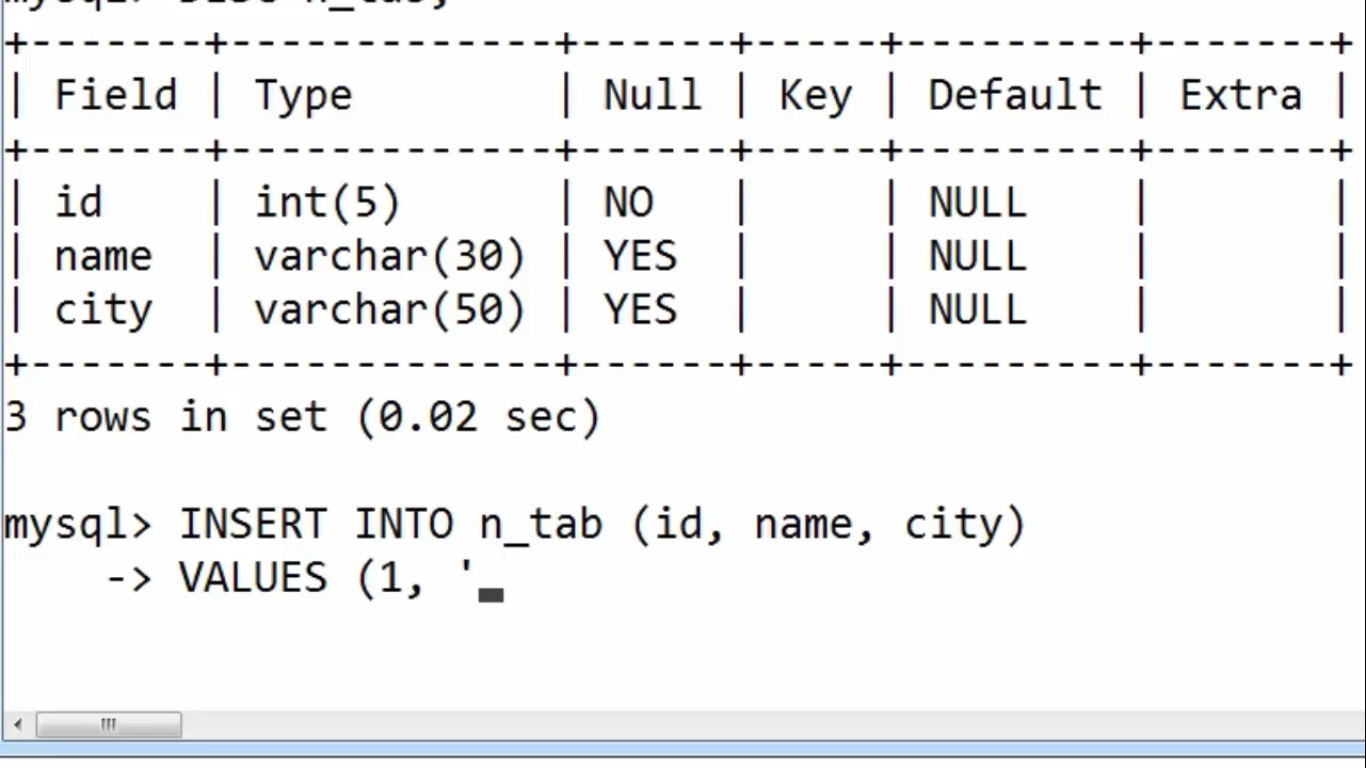 mysql> DESC n_tab;
+-------+-------------+------+-----+---------+-------+
| Field | Type        | Null | Key | Default | Extra |
+-------+-------------+------+-----+---------+-------+
| id    | int(5)      | NO   |     | NULL    |       |
| name  | varchar(30) | YES  |     | NULL    |       |
| city  | varchar(50) | YES  |     | NULL    |       |
+-------+-------------+------+-----+---------+-------+
3 rows in set (0.02 sec)
mysql> INSERT INTO n_tab (id, name, city)
    -> VALUES (1, '